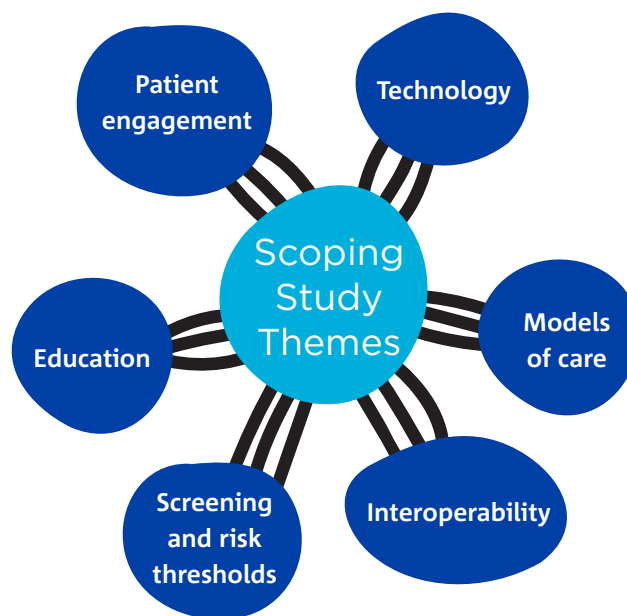 Patient
engagement
Technology
Scoping
Study
Themes
Models
of care
Education
Interoperability
Screening
and risk
thresholds